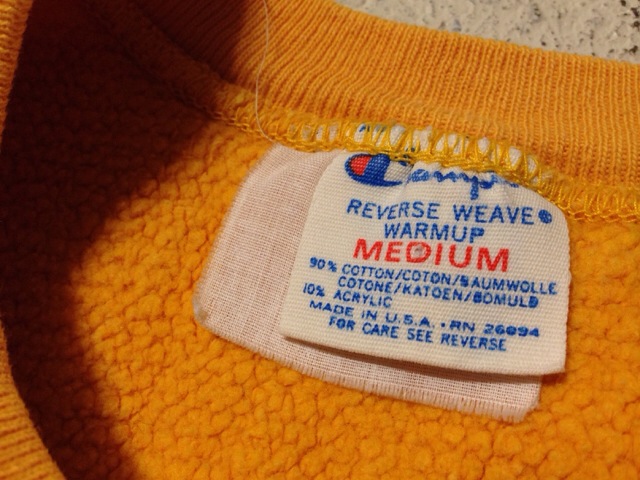 Champion
REVERSE WEAVE®
WARMUP
MEDIUM
90% COTTON/COTON/BAUMWOLLE
COTONE/KATOEN/BOMULD
10% ACRYLIC
MADE IN U.S.A. • RN 26094
FOR CARE SEE REVERSE